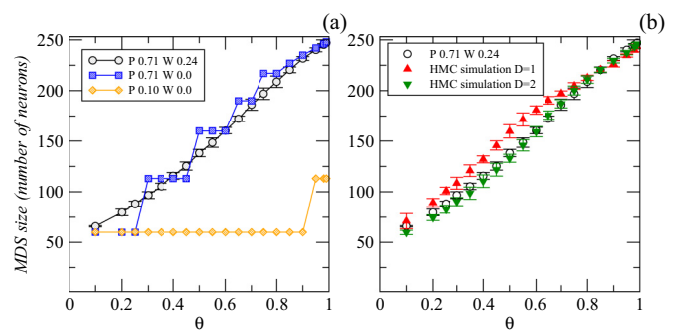 (a)
(b)
MDS size (number of neurons)
250
200
150
100
50
P 0.71 W 0.24
P 0.71 W 0.0
P 0.10 W 0.0
0 0.2 0.4 0.6 0.8 1
θ
250
200
150
100
50
P 0.71 W 0.24
HMC simulation D=1
HMC simulation D=2
0 0.2 0.4 0.6 0.8 1
θ